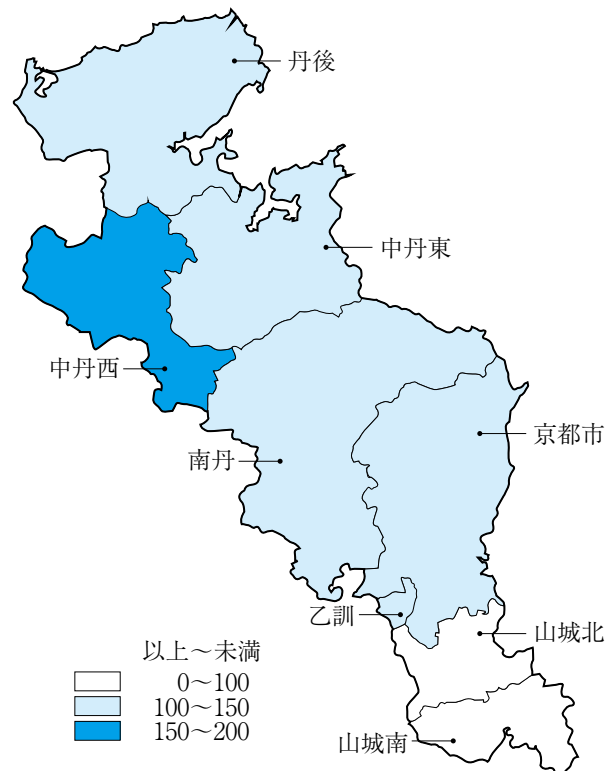 丹後
中丹東
中丹西
京都市
南丹
乙訓
山城北
山城南
以上～未満
0～100
100～150
150～200